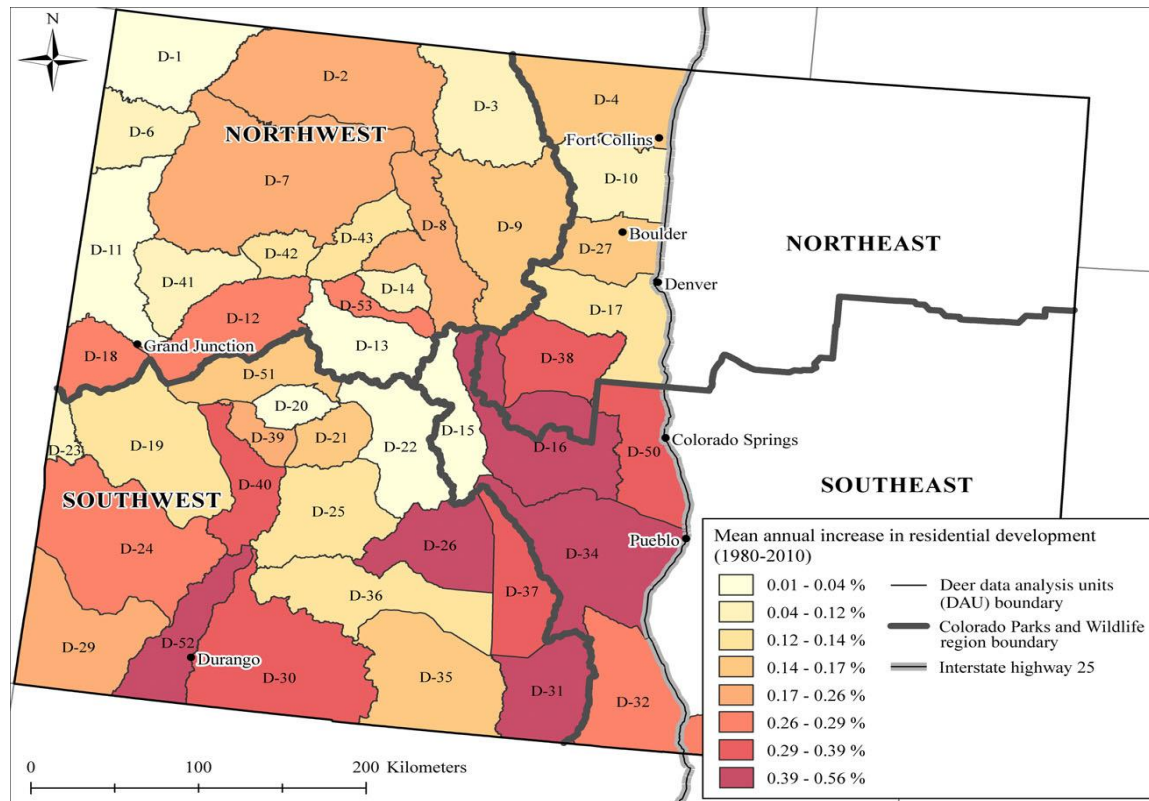 N
D-1
D-2
D-3
D-4
D-6
NORTHWEST
Fort Collins
D-7
D-10
D-8
D-9
D-11
D-43
D-42
D-27
Boulder
NORTHEAST
D-41
D-14
Denver
D-53
D-12
D-17
D-18
Grand Junction
D-13
D-38
D-51
D-20
D-15
D-23
D-19
D-39
D-21
D-22
D-16
D-50
Colorado Springs
D-40
SOUTHWEST
SOUTHEAST
D-25
D-24
D-26
D-34
Pueblo
D-36
D-37
D-29
D-52
Durango
D-30
D-35
D-31
D-32
Mean annual increase in residential development
(1980-2010)
0.01 - 0.04 %
0.04 - 0.12 %
0.12 - 0.14 %
0.14 - 0.17 %
0.17 - 0.26 %
0.26 - 0.29 %
0.29 - 0.39 %
0.39 - 0.56 %
Deer data analysis units
(DAU) boundary
Colorado Parks and Wildlife
region boundary
Interstate highway 25
0 100 200 Kilometers